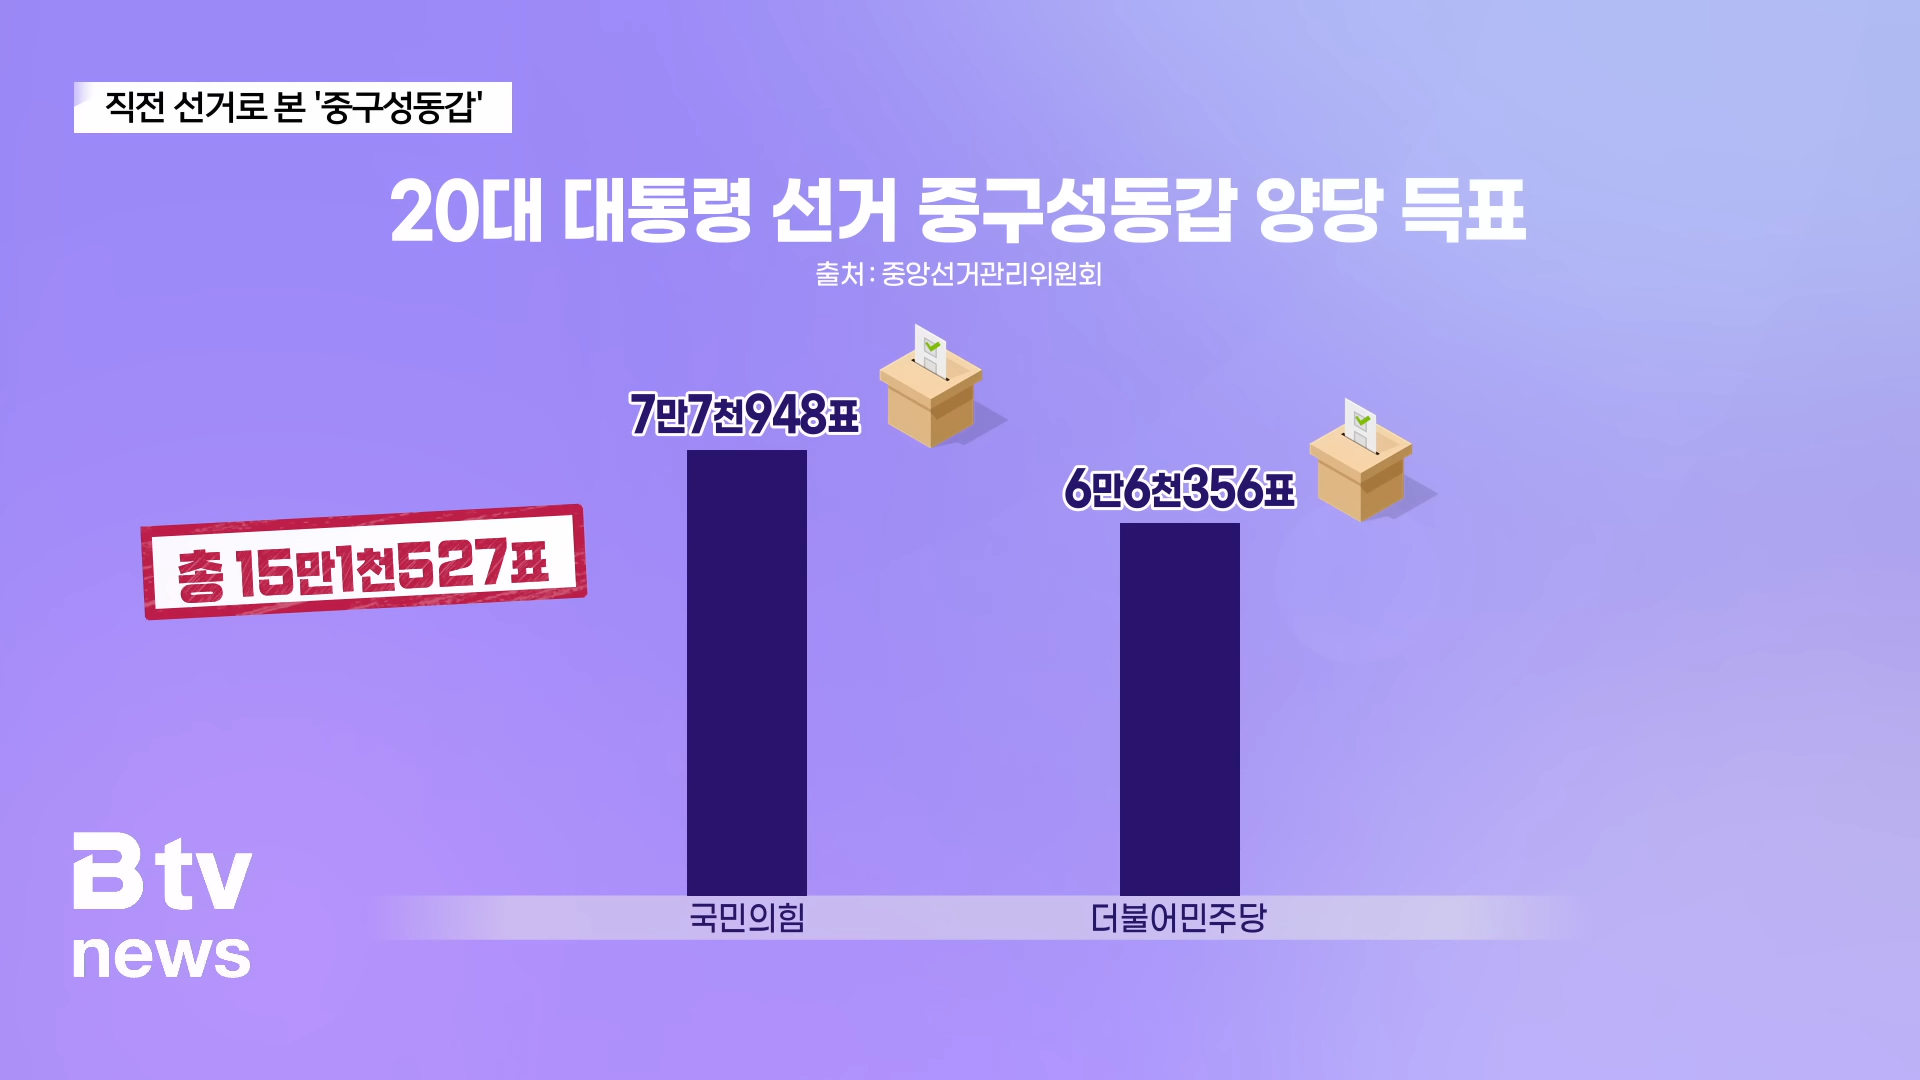 직전 선거로 본 '중구성동갑'
20대 대통령 선거 중구성동갑 양당 득표
출처 : 중앙선거관리위원회
7만7천948표
6만6천356표
총 15만1천527표
국민의힘
더불어민주당
B tv
news